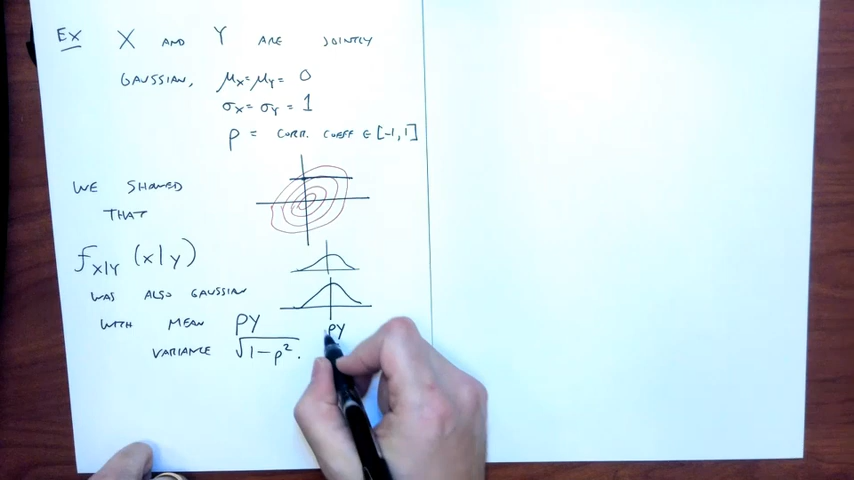 EX X AND Y ARE JOINTLY
GAUSSIAN, μx=μy= 0
σx=σy = 1
ρ = CORR. COEFF ∈ [-1,1]
WE SHOWED
THAT
f_{X|Y} (x|y)
WAS ALSO GAUSSIAN
WITH MEAN ρy
VARIANCE √(1-ρ²).
ρy